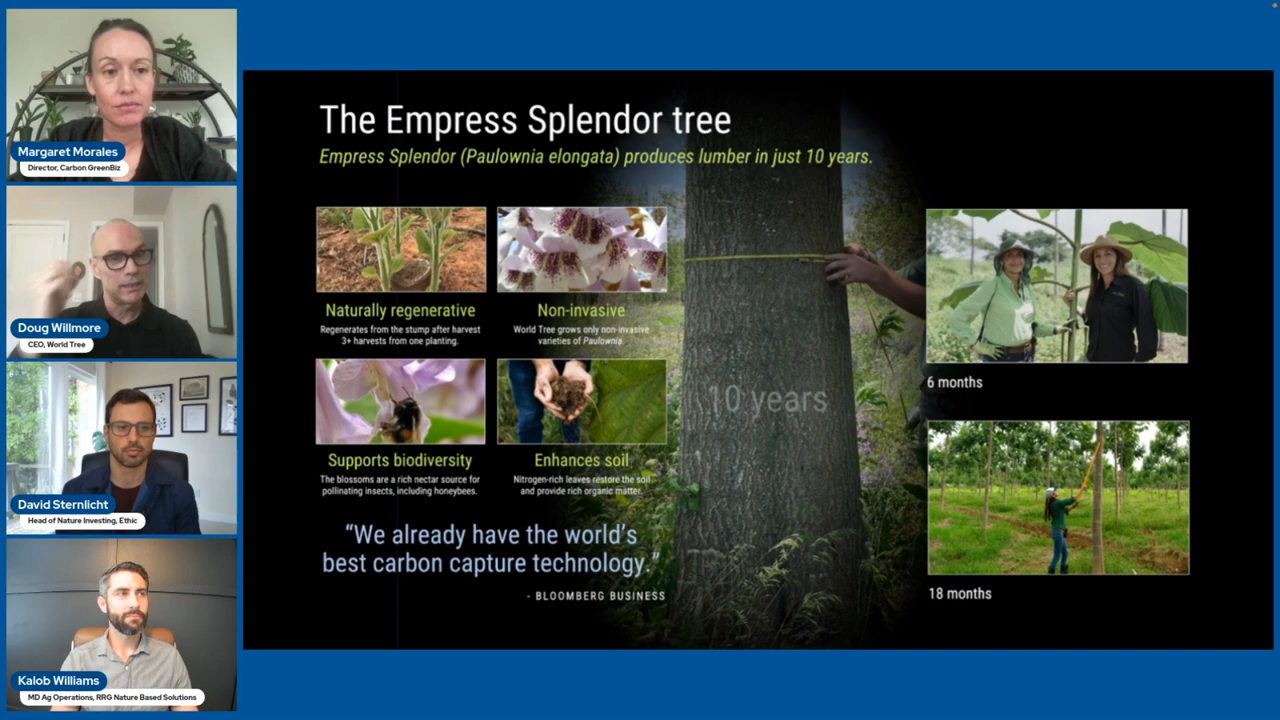 Margaret Morales
Director, Carbon GreenBiz
Doug Willmore
CEO, World Tree
David Sternlicht
Head of Nature Investing, Ethic
Kalob Williams
MD Ag Operations, RRG Nature Based Solutions
The Empress Splendor tree
Empress Splendor (Paulownia elongata) produces lumber in just 10 years.
Naturally regenerative
Regenerates from the stump after harvest
3+ harvests from one planting.
Non-invasive
World Tree grows only non-invasive
varieties of Paulownia.
Supports biodiversity
The blossoms are a rich nectar source for
pollinating insects, including honeybees.
Enhances soil
Nitrogen-rich leaves restore the soil
and provide rich organic matter.
“We already have the world’s
best carbon capture technology.”
- BLOOMBERG BUSINESS
10 years
6 months
18 months